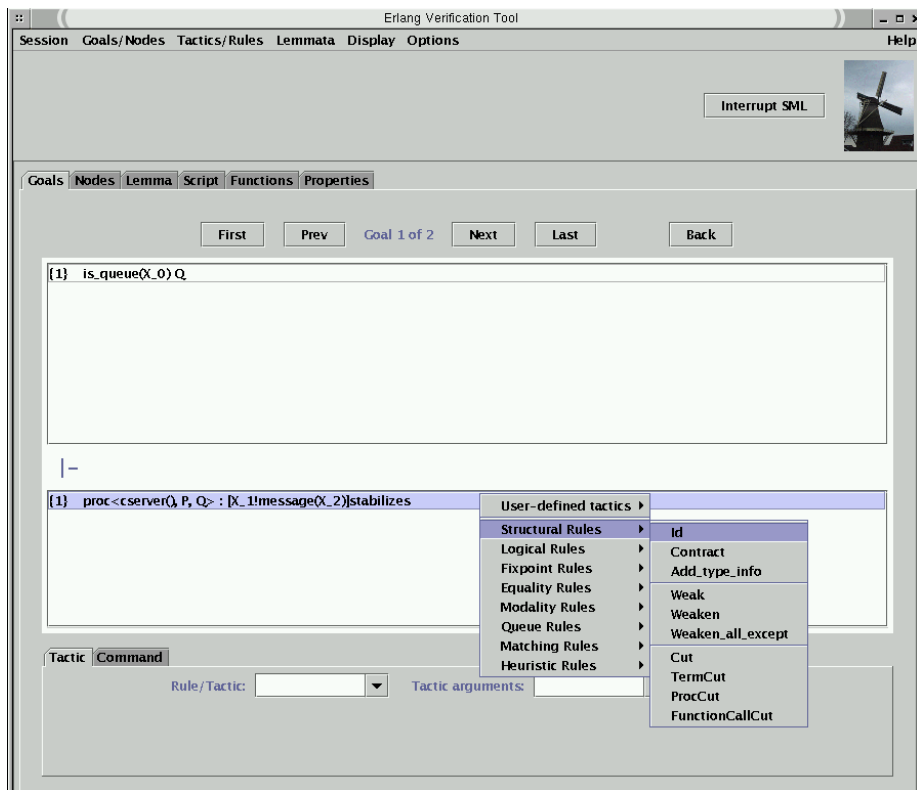 Erlang Verification Tool
Session Goals/Nodes Tactics/Rules Lemmata Display Options Help
Interrupt SML
Goals Nodes Lemma Script Functions Properties
First Prev Goal 1 of 2 Next Last Back
{1} is_queue(X_0) Q
|-
{1} proc<cserver(), P, Q> : [X_1!message(X_2)]stabilizes
User-defined tactics
Structural Rules
Logical Rules
Fixpoint Rules
Equality Rules
Modality Rules
Queue Rules
Matching Rules
Heuristic Rules
Id
Contract
Add_type_info
Weak
Weaken
Weaken_all_except
Cut
TermCut
ProcCut
FunctionCallCut
Tactic Command
Rule/Tactic: Tactic arguments: